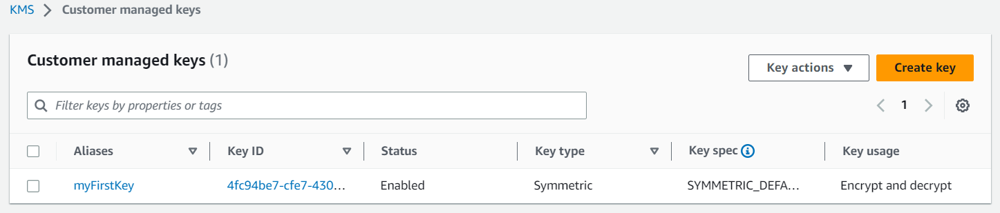 KMS > Customer managed keys
Customer managed keys (1)
Key actions ▼ Create key
Filter keys by properties or tags
1
Aliases Key ID Status Key type Key spec Key usage
myFirstKey 4fc94be7-cfe7-430... Enabled Symmetric SYMMETRIC_DEFA... Encrypt and decrypt